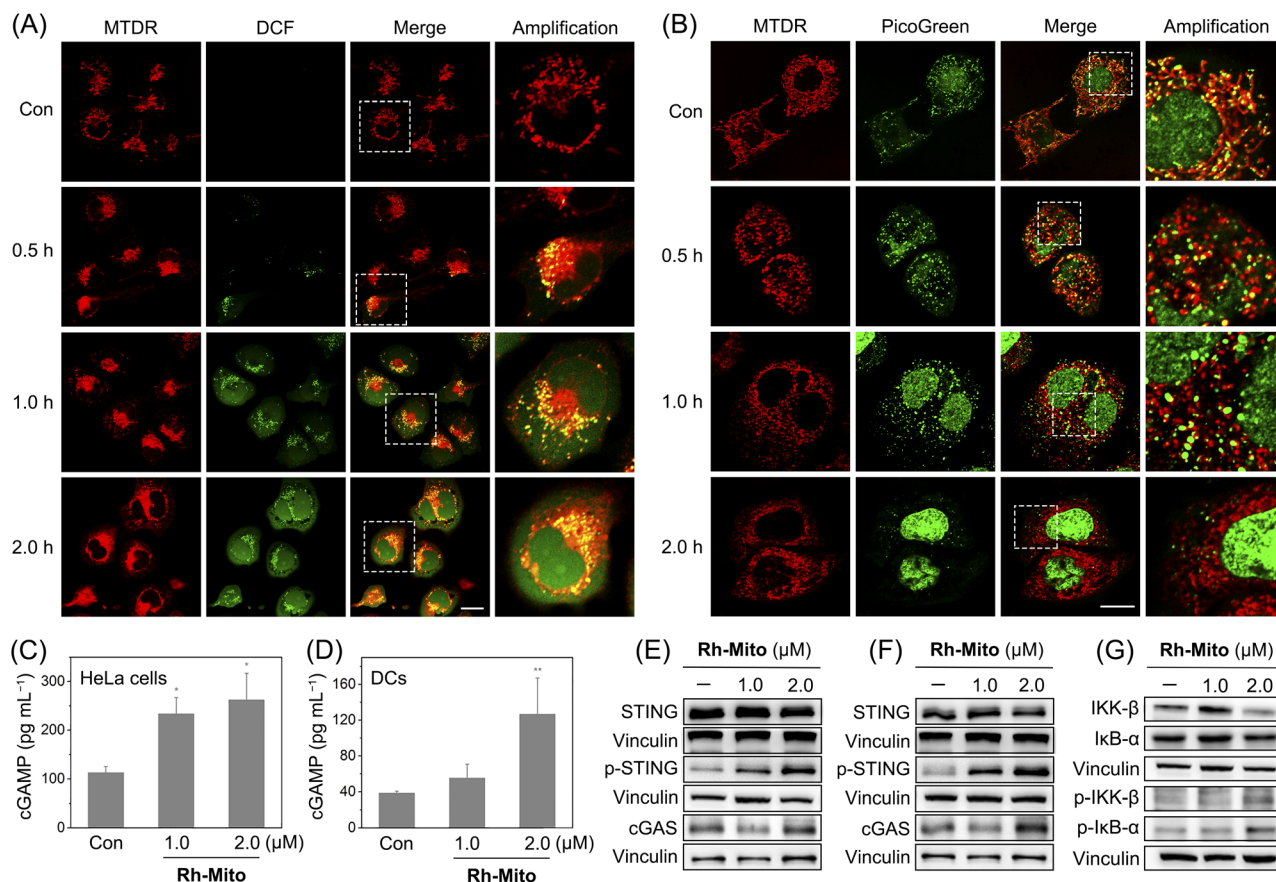 (A)
MTDR DCF Merge Amplification
Con
0.5 h
1.0 h
2.0 h
(B)
MTDR PicoGreen Merge Amplification
Con
0.5 h
1.0 h
2.0 h
(C)
HeLa cells
cGAMP (pg mL⁻¹)
300
200
100
0
* *
Con 1.0 2.0 (μM)
Rh-Mito
(D)
DCs
cGAMP (pg mL⁻¹)
160
120
80
40
0
**
Con 1.0 2.0 (μM)
Rh-Mito
(E)
Rh-Mito (μM)
– 1.0 2.0
STING
Vinculin
p-STING
Vinculin
cGAS
Vinculin
(F)
Rh-Mito (μM)
– 1.0 2.0
STING
Vinculin
p-STING
Vinculin
cGAS
Vinculin
(G)
Rh-Mito (μM)
– 1.0 2.0
IKK-β
IκB-α
Vinculin
p-IKK-β
p-IκB-α
Vinculin